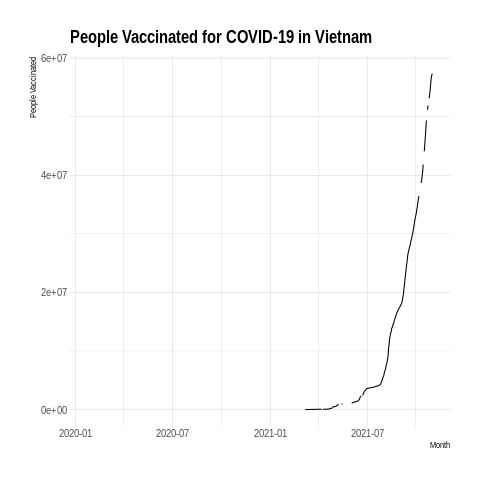 People Vaccinated for COVID-19 in Vietnam
People Vaccinated
6e+07
4e+07
2e+07
0e+00
2020-01 2020-07 2021-01 2021-07
Month